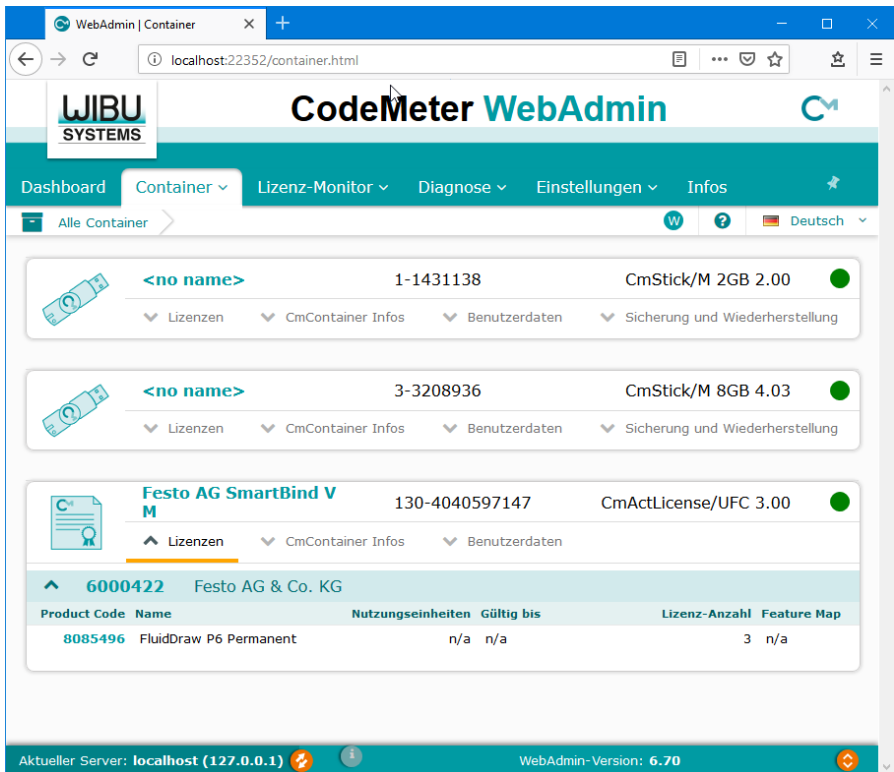 WebAdmin | Container
localhost:22352/container.html
WIBU
SYSTEMS
CodeMeter WebAdmin
CM
Dashboard Container Lizenz-Monitor Diagnose Einstellungen Infos
Alle Container W ? Deutsch
<no name> 1-1431138 CmStick/M 2GB 2.00
Lizenzen CmContainer Infos Benutzerdaten Sicherung und Wiederherstellung
<no name> 3-3208936 CmStick/M 8GB 4.03
Lizenzen CmContainer Infos Benutzerdaten Sicherung und Wiederherstellung
Festo AG SmartBind V
M 130-4040597147 CmActLicense/UFC 3.00
Lizenzen CmContainer Infos Benutzerdaten
6000422 Festo AG & Co. KG
Product Code Name Nutzungseinheiten Gültig bis Lizenz-Anzahl Feature Map
8085496 FluidDraw P6 Permanent n/a n/a 3 n/a
Aktueller Server: localhost (127.0.0.1) i WebAdmin-Version: 6.70